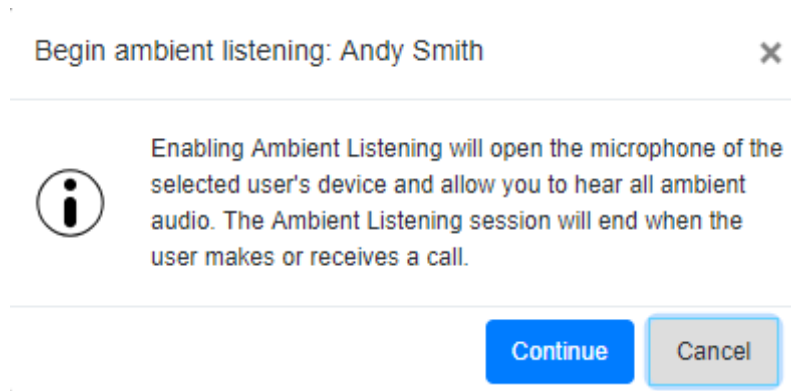 Begin ambient listening: Andy Smith
Enabling Ambient Listening will open the microphone of the
selected user's device and allow you to hear all ambient
audio. The Ambient Listening session will end when the
user makes or receives a call.
Continue
Cancel